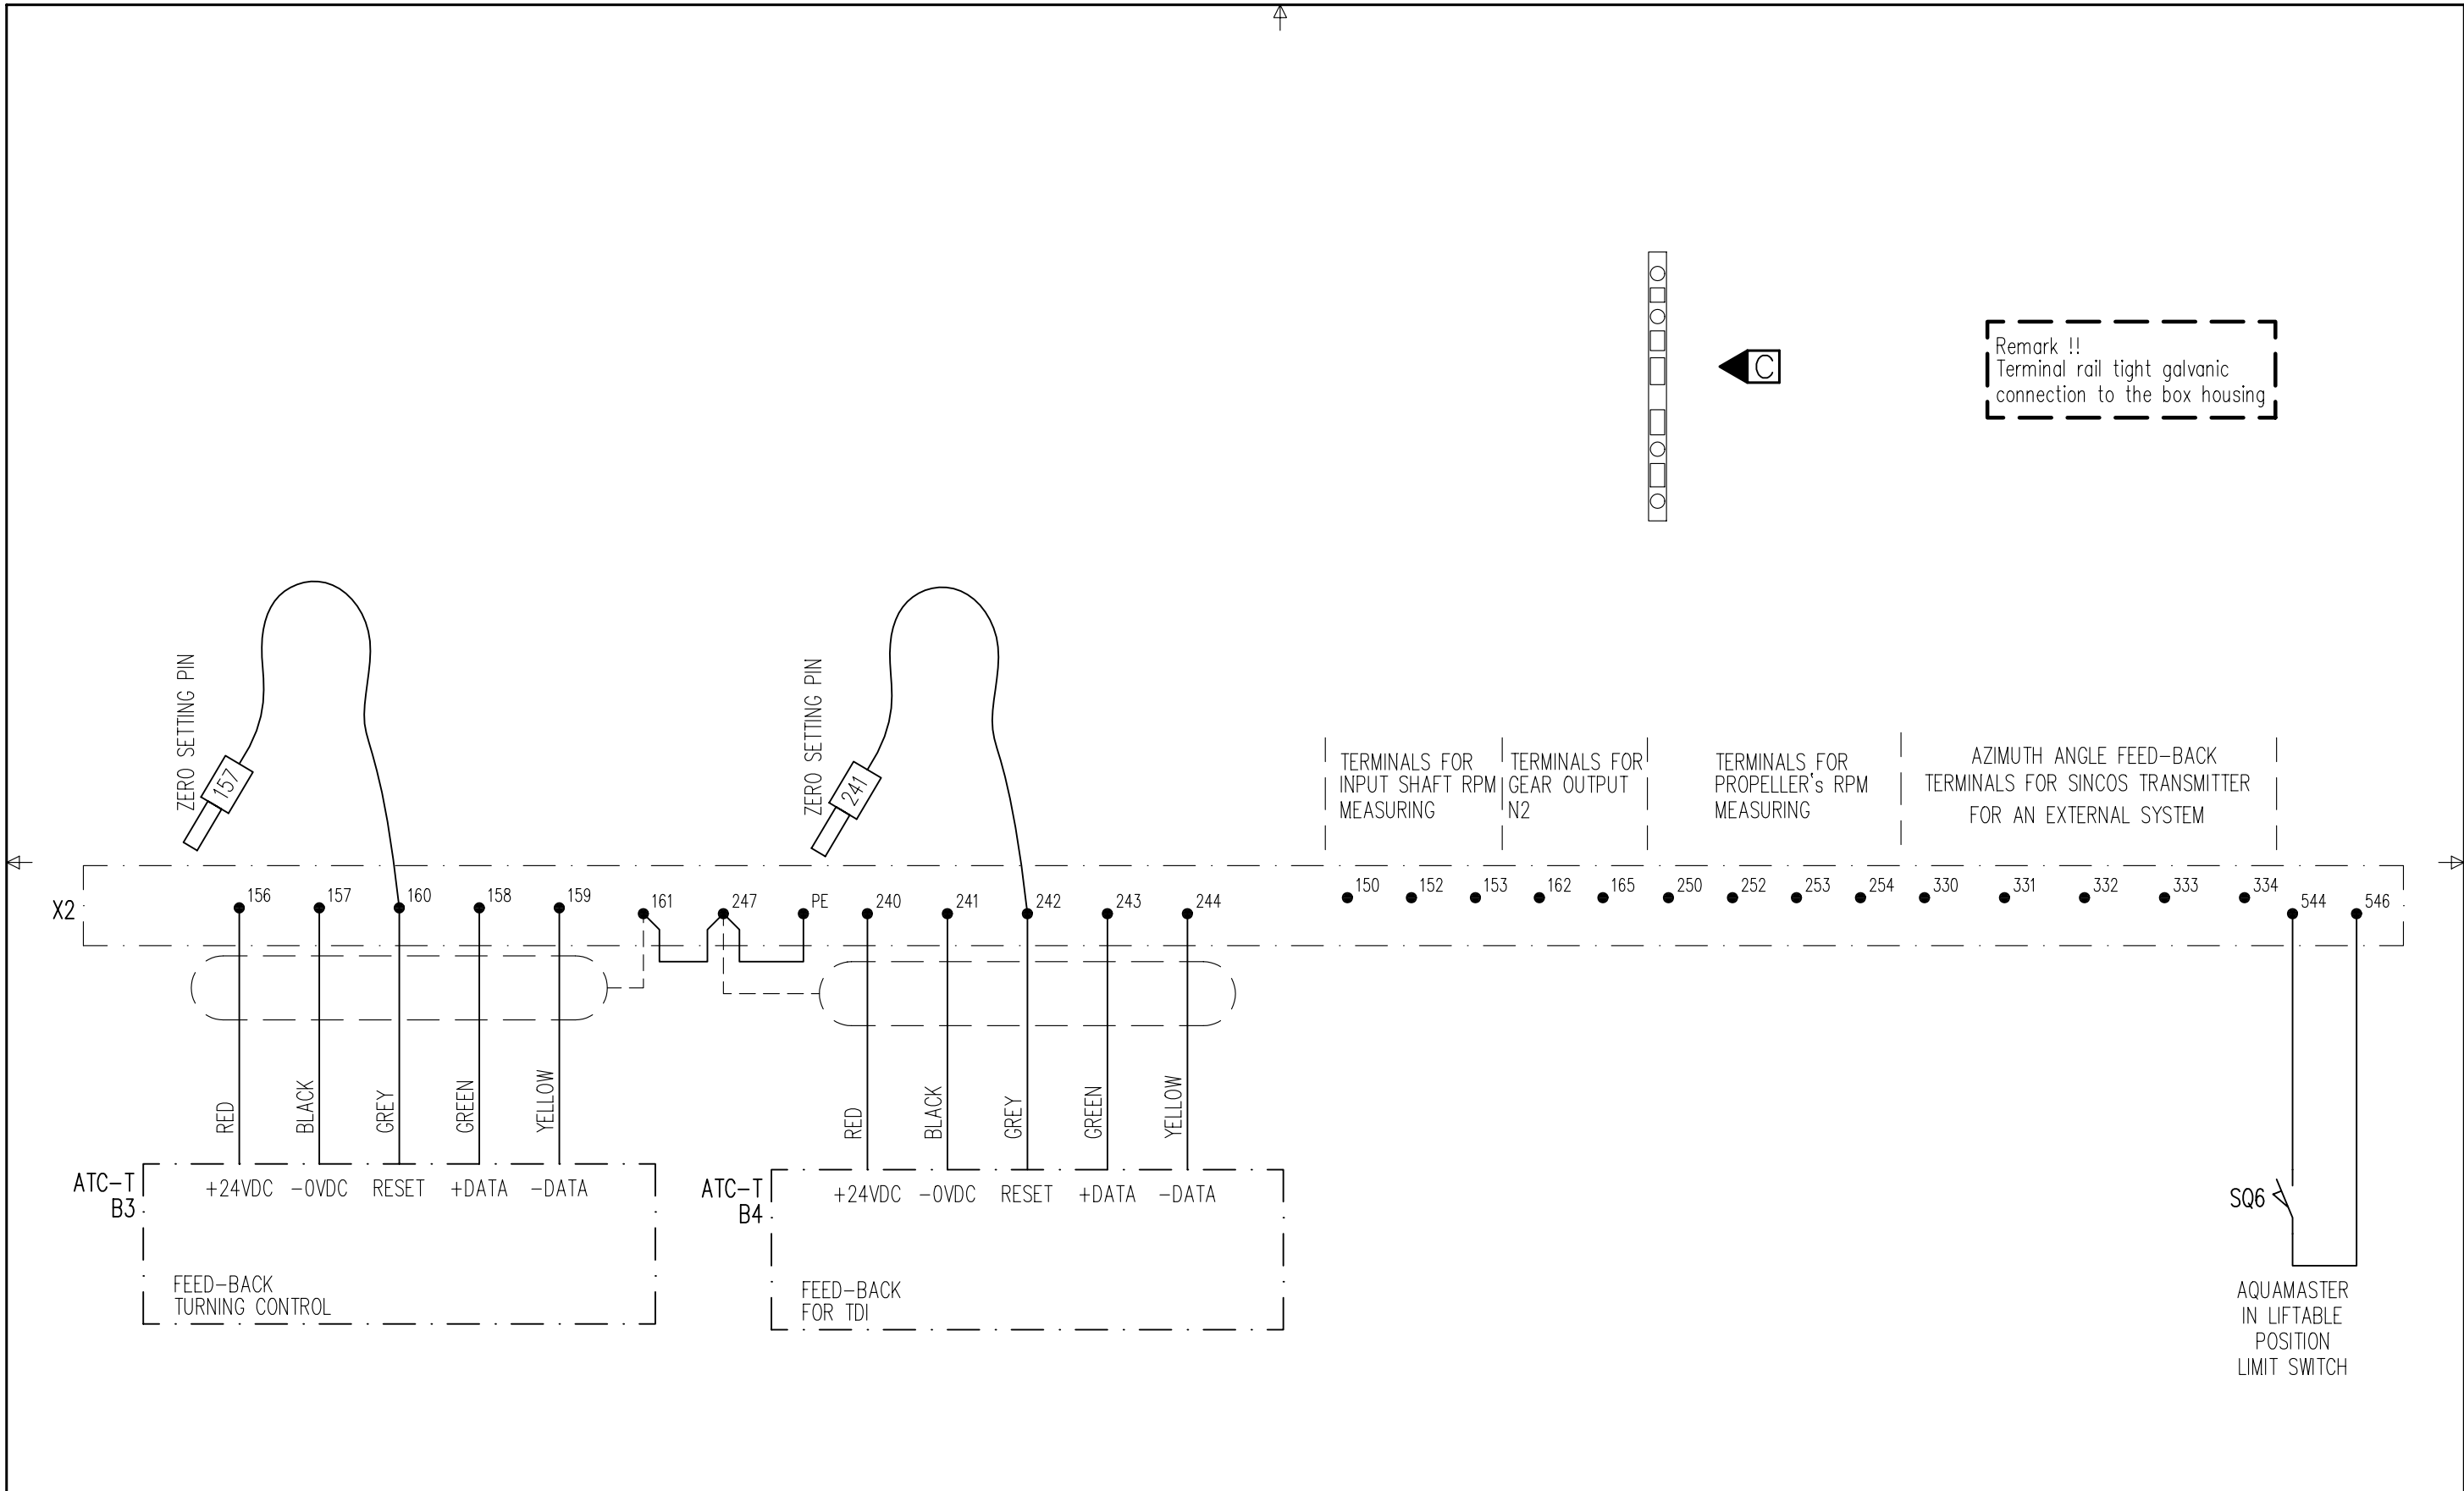 C
Remark !!
Terminal rail tight galvanic
connection to the box housing
ZERO SETTING PIN
157
ZERO SETTING PIN
241
TERMINALS FOR
INPUT SHAFT RPM
MEASURING
TERMINALS FOR
GEAR OUTPUT
N2
TERMINALS FOR
PROPELLER's RPM
MEASURING
AZIMUTH ANGLE FEED-BACK
TERMINALS FOR SINCOS TRANSMITTER
FOR AN EXTERNAL SYSTEM
X2
156 157 160 158 159 161 247 PE 240 241 242 243 244 150 152 153 162 165 250 252 253 254 330 331 332 333 334 544 546
RED
BLACK
GREY
GREEN
YELLOW
RED
BLACK
GREY
GREEN
YELLOW
ATC-T
B3
+24VDC -0VDC RESET +DATA -DATA
FEED-BACK
TURNING CONTROL
ATC-T
B4
+24VDC -0VDC RESET +DATA -DATA
FEED-BACK
FOR TDI
SQ6
AQUAMASTER
IN LIFTABLE
POSITION
LIMIT SWITCH